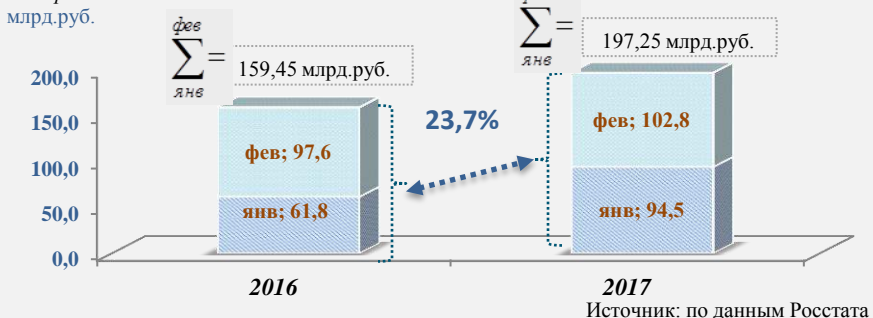 млрд.руб.
фев
∑ =
янв
159,45 млрд.руб.
∑ =
янв
197,25 млрд.руб.
200,0
150,0
100,0
50,0
0,0
23,7%
фев; 97,6
янв; 61,8
фев; 102,8
янв; 94,5
2016
2017
Источник: по данным Росстата